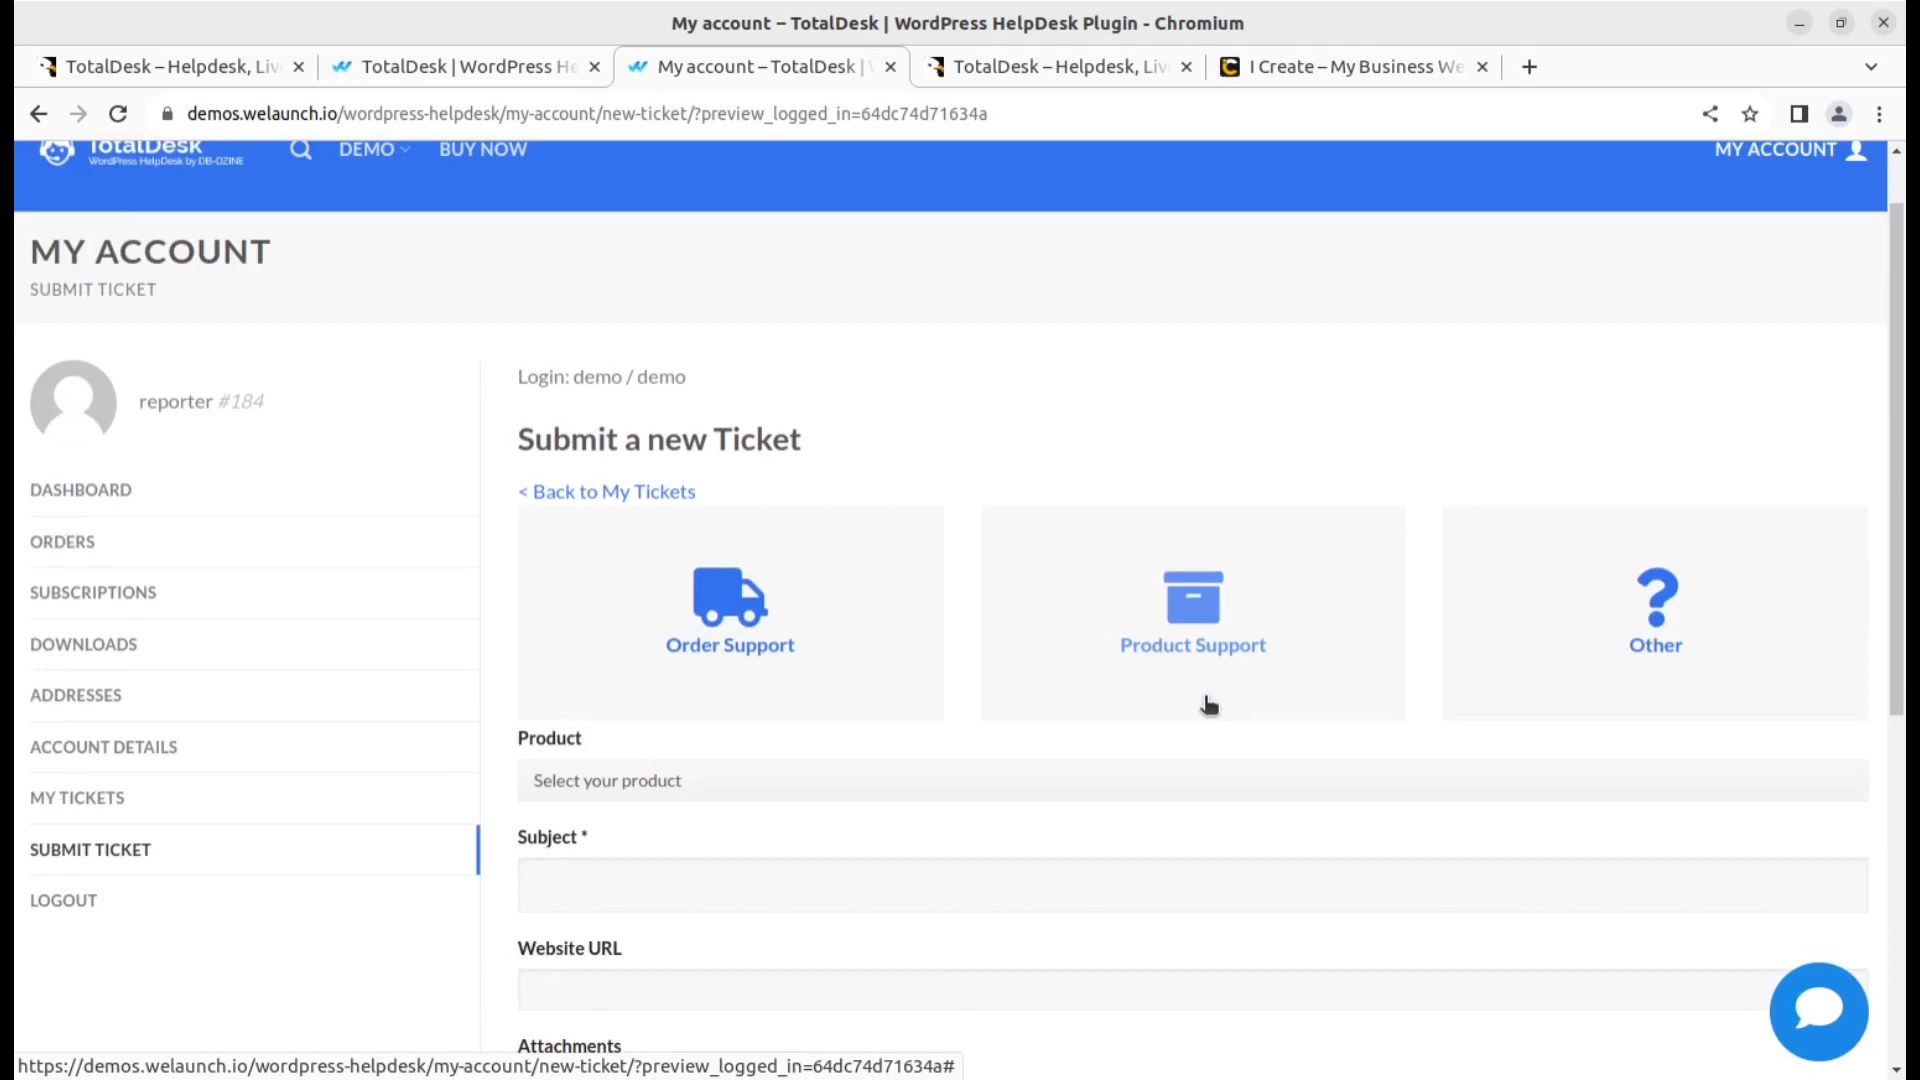 My account – TotalDesk | WordPress HelpDesk Plugin - Chromium
TotalDesk – Helpdesk, Liv
TotalDesk | WordPress He
My account – TotalDesk |
TotalDesk – Helpdesk, Liv
I Create – My Business We
demos.welaunch.io/wordpress-helpdesk/my-account/new-ticket/?preview_logged_in=64dc74d71634a
TotalDesk
WordPress HelpDesk by DB-DZINE
DEMO
BUY NOW
MY ACCOUNT
MY ACCOUNT
SUBMIT TICKET
reporter #184
DASHBOARD
ORDERS
SUBSCRIPTIONS
DOWNLOADS
ADDRESSES
ACCOUNT DETAILS
MY TICKETS
SUBMIT TICKET
LOGOUT
Login: demo / demo
Submit a new Ticket
< Back to My Tickets
Order Support
Product Support
Other
Product
Select your product
Subject *
Website URL
Attachments
https://demos.welaunch.io/wordpress-helpdesk/my-account/new-ticket/?preview_logged_in=64dc74d71634a#